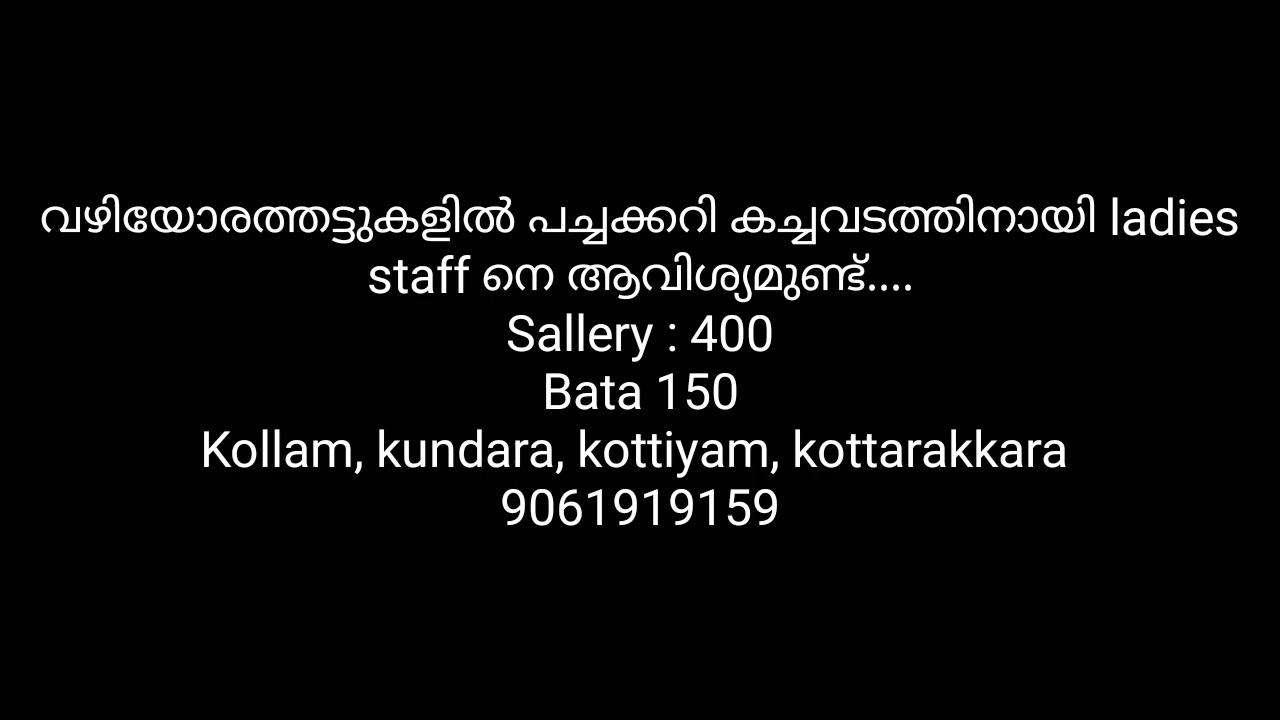 വഴിയോരത്തട്ടുകളിൽ പച്ചക്കറി കച്ചവടത്തിനായി ladies
staff നെ ആവിശ്യമുണ്ട്....
Sallery : 400
Bata 150
Kollam, kundara, kottiyam, kottarakkara
9061919159